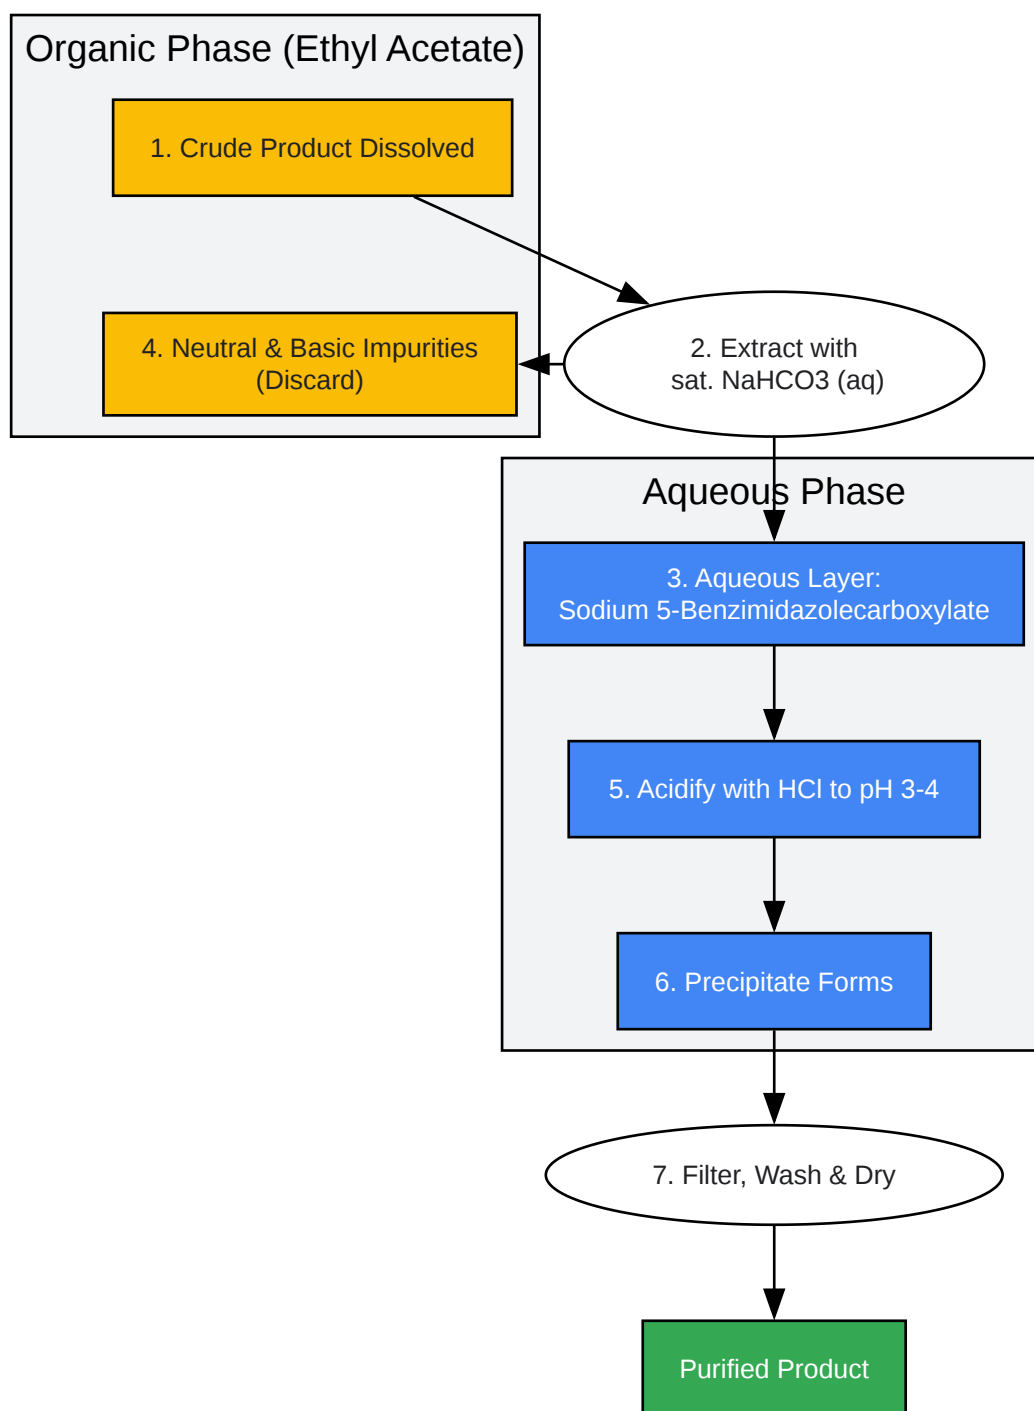 Organic Phase (Ethyl Acetate)
1. Crude Product Dissolved
2. Extract with
sat. NaHCO3 (aq)
4. Neutral & Basic Impurities
(Discard)
Aqueous Phase
3. Aqueous Layer:
Sodium 5-Benzimidazolecarboxylate
5. Acidify with HCl to pH 3-4
6. Precipitate Forms
7. Filter, Wash & Dry
Purified Product